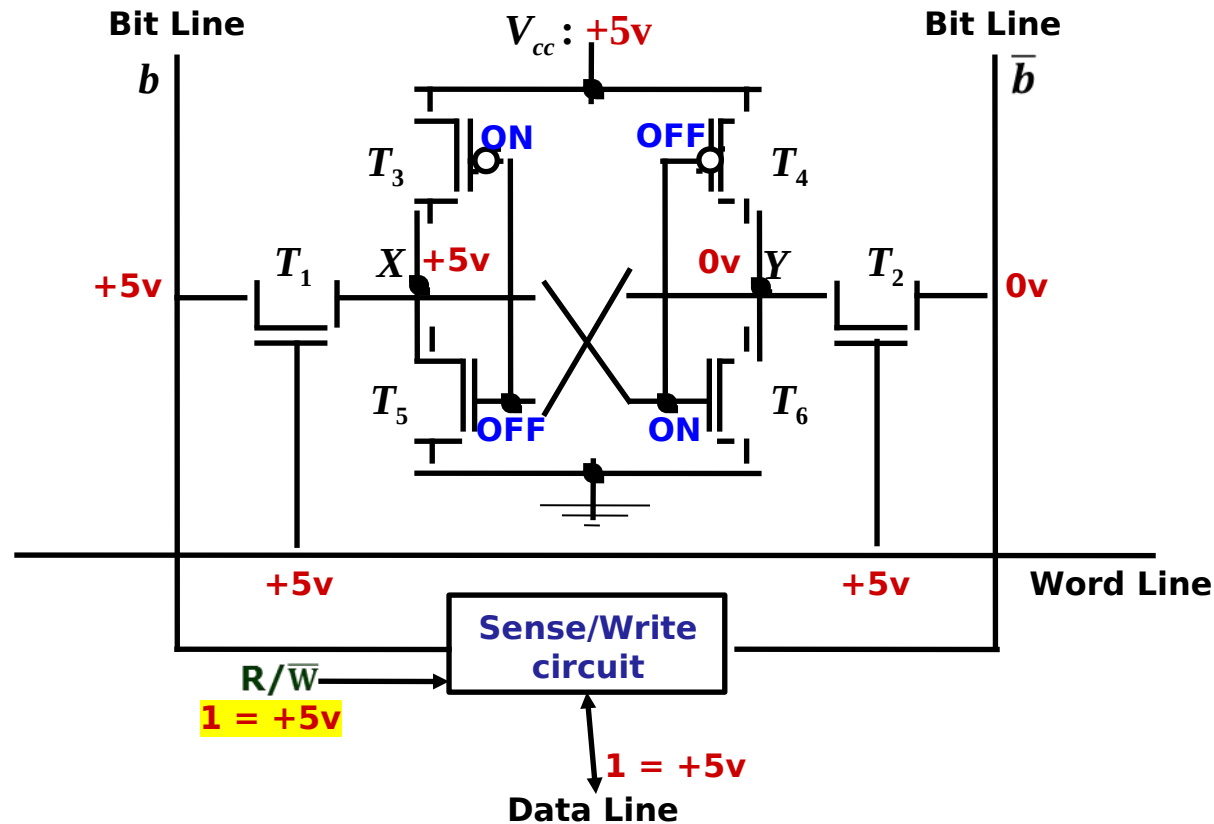 Bit Line
V_cc : +5v
Bit Line
b
b̅
ON
OFF
T₃
T₄
T₁
X
+5v
0v
Y
T₂
+5v
0v
T₅
T₆
OFF
ON
+5v
+5v
Word Line
Sense/Write
circuit
R/W̅
1 = +5v
1 = +5v
Data Line